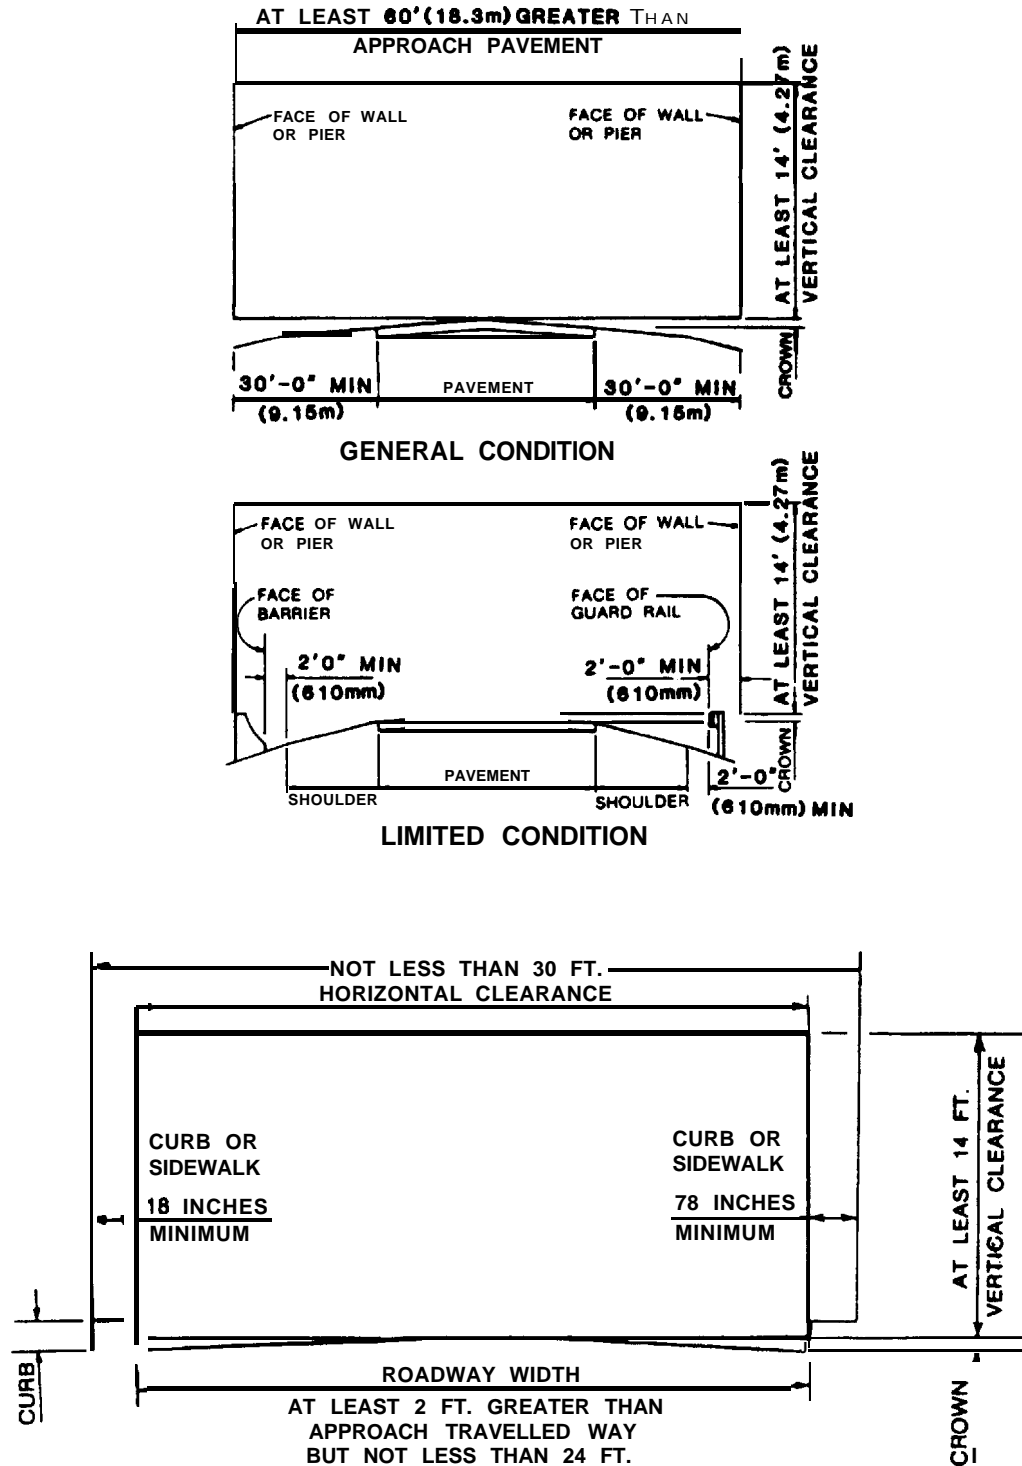 AT LEAST 60'(18.3m) GREATER THAN
APPROACH PAVEMENT
FACE OF WALL
OR PIER
FACE OF WALL
OR PIER
AT LEAST 14' (4.27m)
VERTICAL CLEARANCE
CROWN
30'-0" MIN
(9.15m)
PAVEMENT
30'-0" MIN
(9.15m)
GENERAL CONDITION
FACE OF WALL
OR PIER
FACE OF WALL
OR PIER
AT LEAST 14' (4.27m)
VERTICAL CLEARANCE
FACE OF
BARRIER
FACE OF
GUARD RAIL
2'0" MIN
(610mm)
2'-0" MIN
(610mm)
CROWN
SHOULDER
PAVEMENT
SHOULDER
2'-0"
(610mm) MIN
LIMITED CONDITION
NOT LESS THAN 30 FT.
HORIZONTAL CLEARANCE
CURB OR
SIDEWALK
18 INCHES
MINIMUM
CURB OR
SIDEWALK
78 INCHES
MINIMUM
AT LEAST 14 FT.
VERTICAL CLEARANCE
CURB
CROWN
ROADWAY WIDTH
AT LEAST 2 FT. GREATER THAN
APPROACH TRAVELLED WAY
BUT NOT LESS THAN 24 FT.